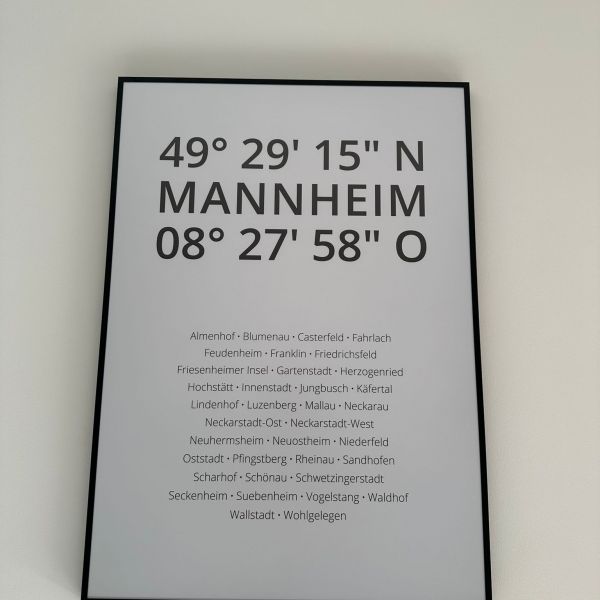 49° 29' 15" N
MANNHEIM
08° 27' 58" O
Almenhof • Blumenau • Casterfeld • Fahrlach
Feudenheim • Franklin • Friedrichsfeld
Friesenheimer Insel • Gartenstadt • Herzogenried
Hochstätt • Innenstadt • Jungbusch • Käfertal
Lindenhof • Luzenberg • Mallau • Neckarau
Neckarstadt-Ost • Neckarstadt-West
Neuhermsheim • Neuostheim • Niederfeld
Oststadt • Pfingstberg • Rheinau • Sandhofen
Scharhof • Schönau • Schwetzingerstadt
Seckenheim • Suebenheim • Vogelstang • Waldhof
Wallstadt • Wohlgelegen